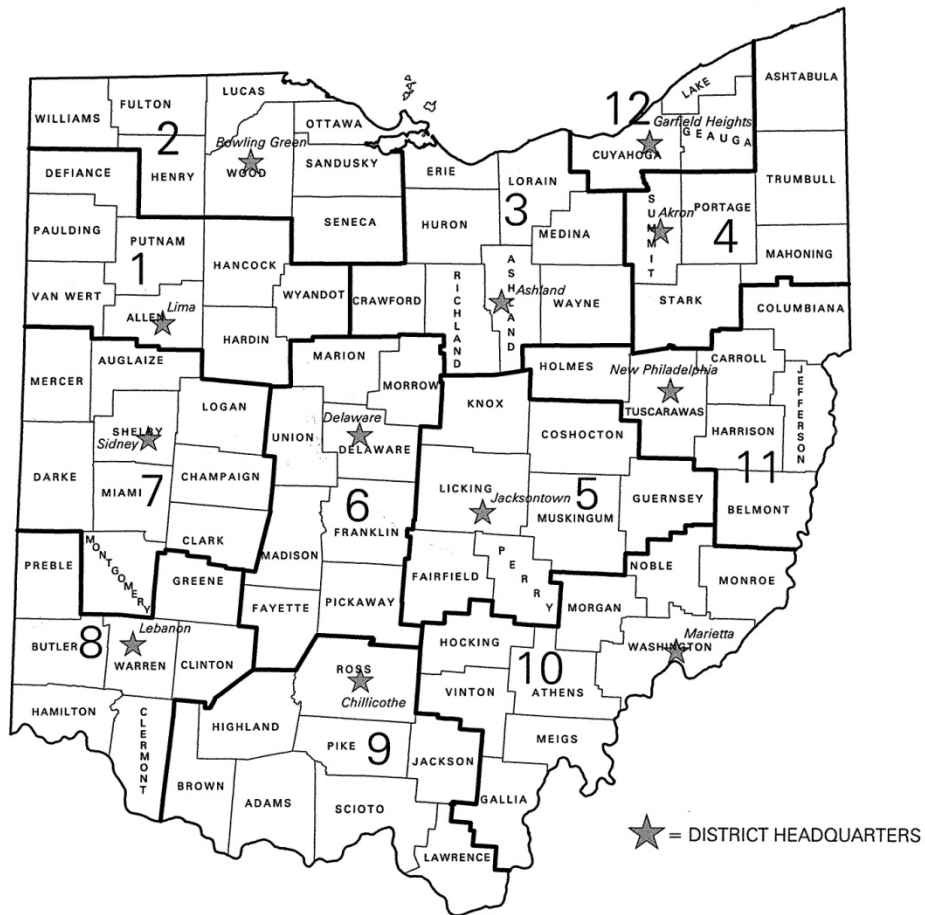 LAKE
ASHTABULA
LUCAS
FULTON
WILLIAMS
OTTAWA
12
Garfield Heights
GEAUGA
2
Bowling Green
CUYAHOGA
WOOD
SANDUSKY
HENRY
ERIE
LORAIN
DEFIANCE
TRUMBULL
3
SUMMIT
PORTAGE
Akron
4
SENECA
HURON
MEDINA
PAULDING
PUTNAM
1
HANCOCK
MAHONING
RICHLAND
ASHLAND
Ashland
VAN WERT
Lima
ALLEN
WYANDOT
CRAWFORD
WAYNE
STARK
COLUMBIANA
HARDIN
MARION
AUGLAIZE
HOLMES
CARROLL
New Philadelphia
JEFFERSON
MERCER
MORROW
KNOX
TUSCARAWAS
LOGAN
Delaware
UNION
DELAWARE
COSHOCTON
HARRISON
SHELBY
Sidney
11
DARKE
CHAMPAIGN
MIAMI
7
LICKING
Jacksontown
5
GUERNSEY
BELMONT
6
MUSKINGUM
FRANKLIN
CLARK
MONTGOMERY
MADISON
PREBLE
GREENE
FAIRFIELD
PERRY
NOBLE
MONROE
FAYETTE
PICKAWAY
MORGAN
Lebanon
BUTLER
8
WARREN
CLINTON
HOCKING
Marietta
WASHINGTON
ROSS
10
Chillicothe
VINTON
ATHENS
HAMILTON
CLERMONT
HIGHLAND
PIKE
9
MEIGS
JACKSON
BROWN
ADAMS
SCIOTO
GALLIA
LAWRENCE
= DISTRICT HEADQUARTERS